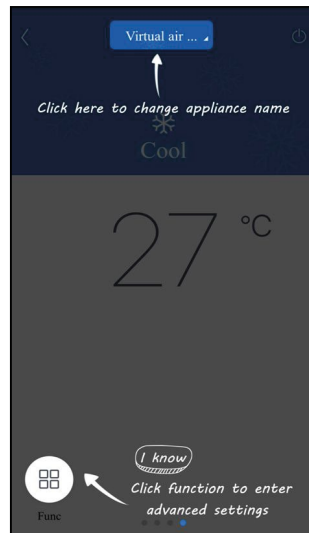 Virtual air ...
Click here to change appliance name
Cool
27 °C
I know
Click function to enter
advanced settings
Func